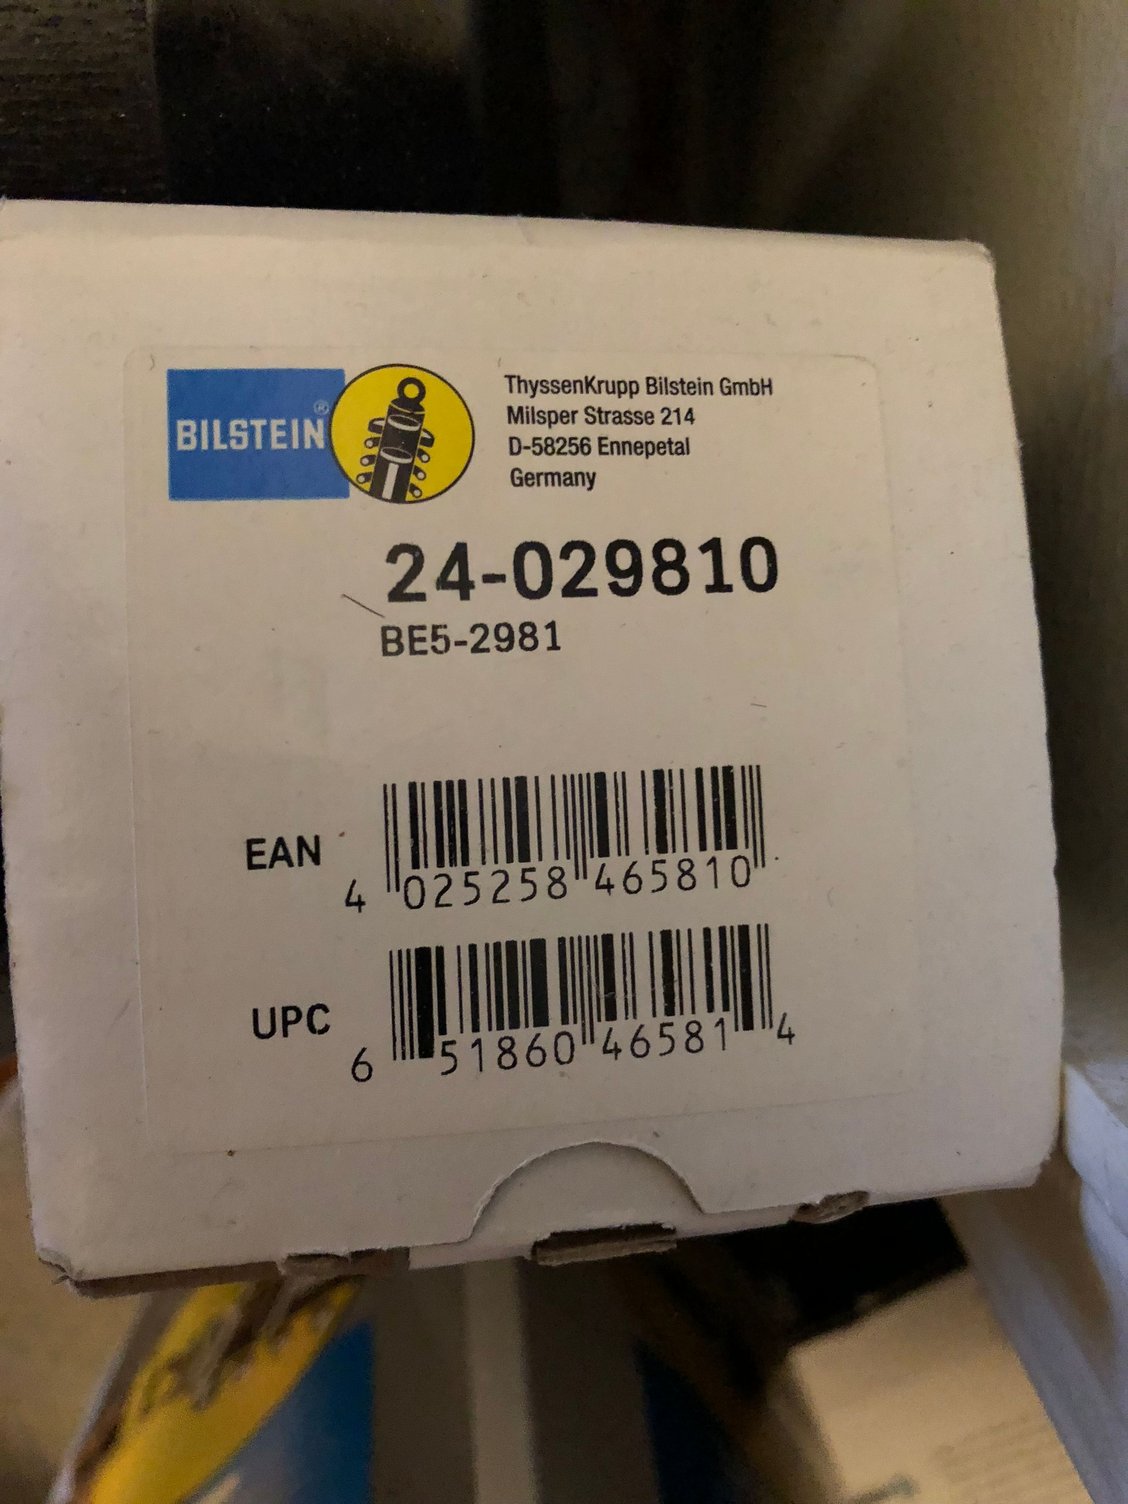 BILSTEIN®
ThyssenKrupp Bilstein GmbH
Milsper Strasse 214
D-58256 Ennepetal
Germany
24-029810
BE5-2981
EAN
4 025258 465810
UPC
6 51860 46581 4